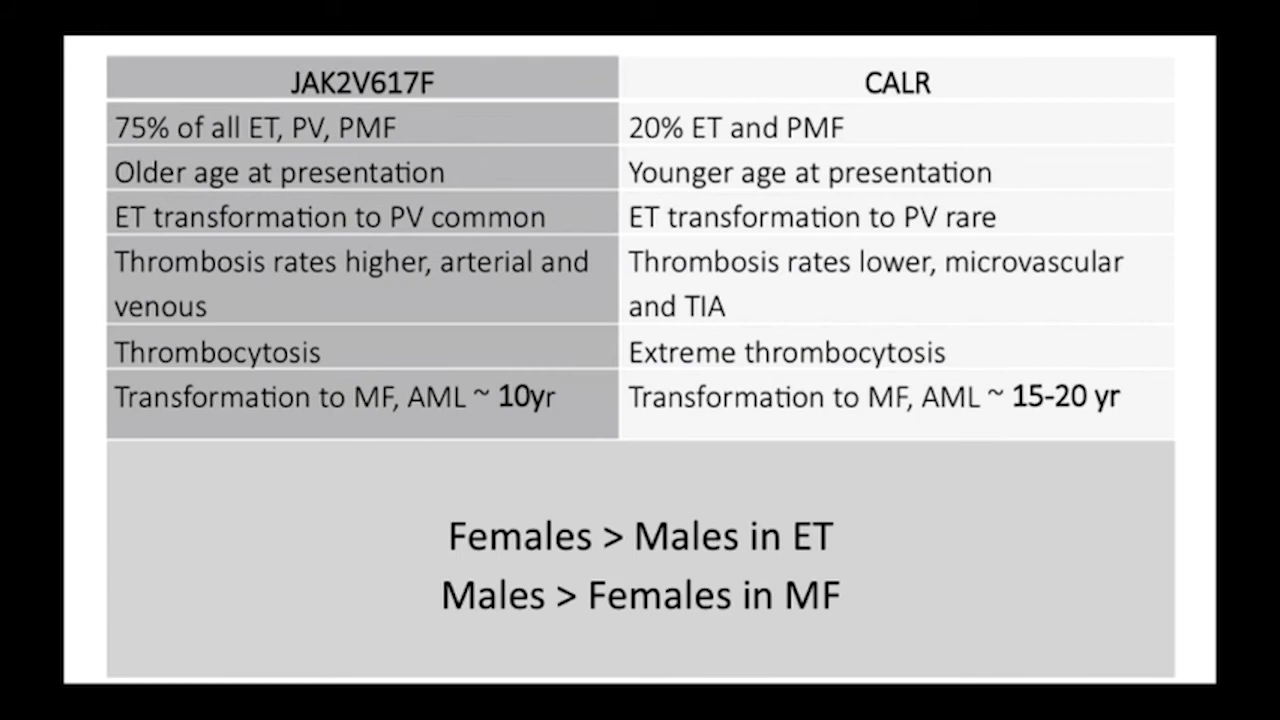 JAK2V617F
CALR
75% of all ET, PV, PMF
20% ET and PMF
Older age at presentation
Younger age at presentation
ET transformation to PV common
ET transformation to PV rare
Thrombosis rates higher, arterial and
venous
Thrombosis rates lower, microvascular
and TIA
Thrombocytosis
Extreme thrombocytosis
Transformation to MF, AML ~ 10yr
Transformation to MF, AML ~ 15-20 yr
Females > Males in ET
Males > Females in MF